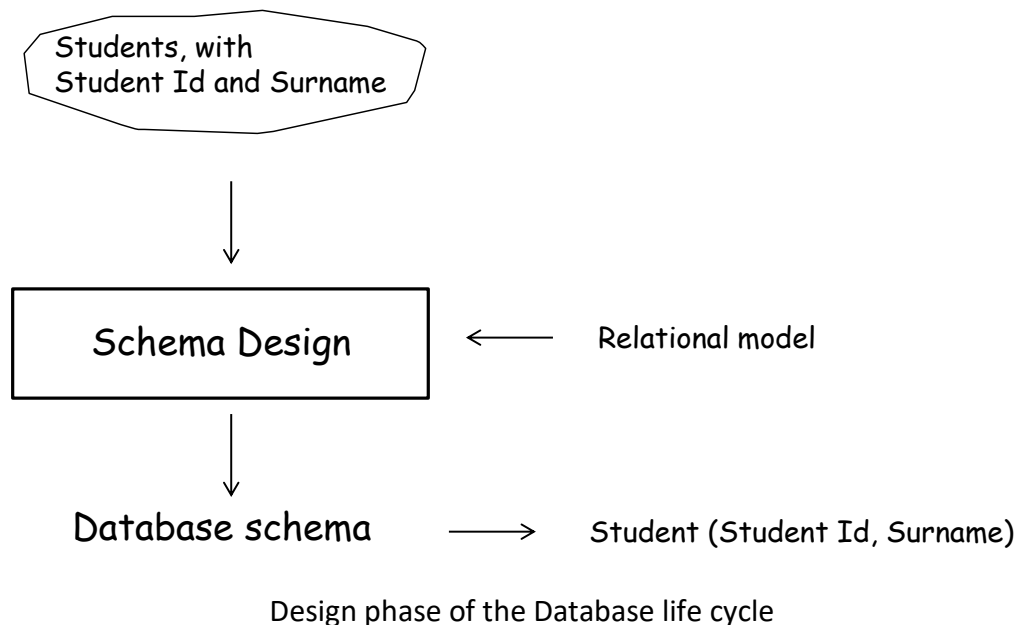 Students, with
Student Id and Surname
Schema Design
Relational model
Database schema
Student (Student Id, Surname)
Design phase of the Database life cycle